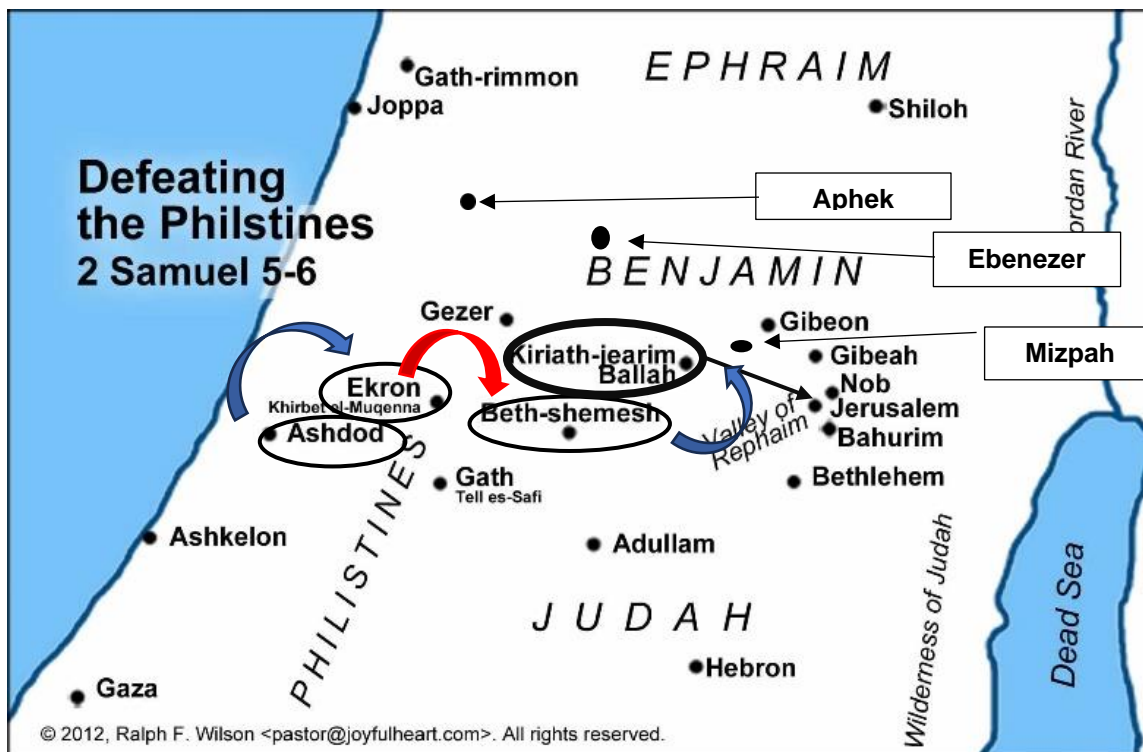 EPHRAIM
Gath-rimmon
Joppa
Shiloh
Defeating
the Philstines
2 Samuel 5-6
Aphek
ordan River
Ebenezer
BENJAMIN
Gezer
Gibeon
Mizpah
Kiriath-jearim
Ballah
Gibeah
Ekron
Khirbet el-Muqenna
Nob
Beth-shemesh
Jerusalem
Ashdod
Valley of
Rephaim
Bahurim
Gath
Tell es-Safi
Bethlehem
PHILISTINES
Ashkelon
Adullam
JUDAH
Wilderness of Judah
Dead Sea
Hebron
Gaza
© 2012, Ralph F. Wilson <pastor@joyfulheart.com>. All rights reserved.